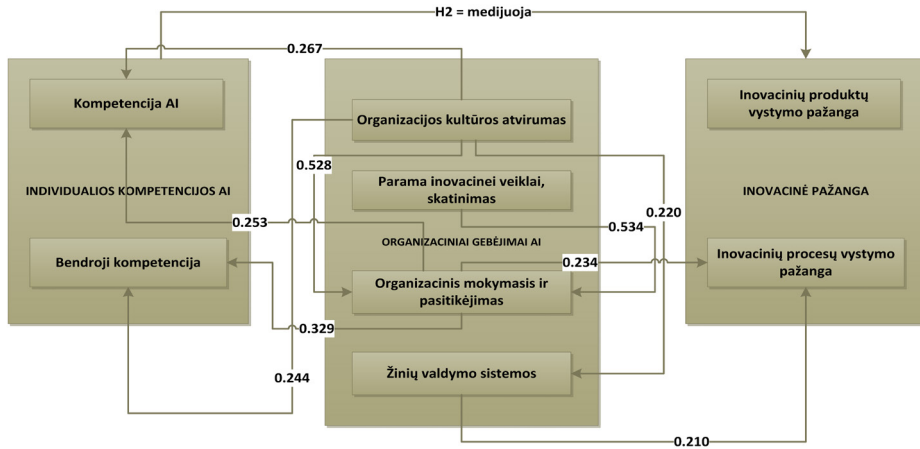 H2 = medijuoja
0.267
Kompetencija AI
Organizacijos kultūros atvirumas
Inovacinių produktų
vystymo pažanga
0.528
INDIVIDUALIOS KOMPETENCIJOS AI
Parama inovacinei veiklai,
skatinimas
INOVACINĖ PAŽANGA
0.220
0.253
0.534
ORGANIZACINIAI GEBĖJIMAI AI
Bendroji kompetencija
0.234
Inovacinių procesų vystymo
pažanga
Organizacinis mokymasis ir
pasitikėjimas
0.329
0.244
Žinių valdymo sistemos
0.210